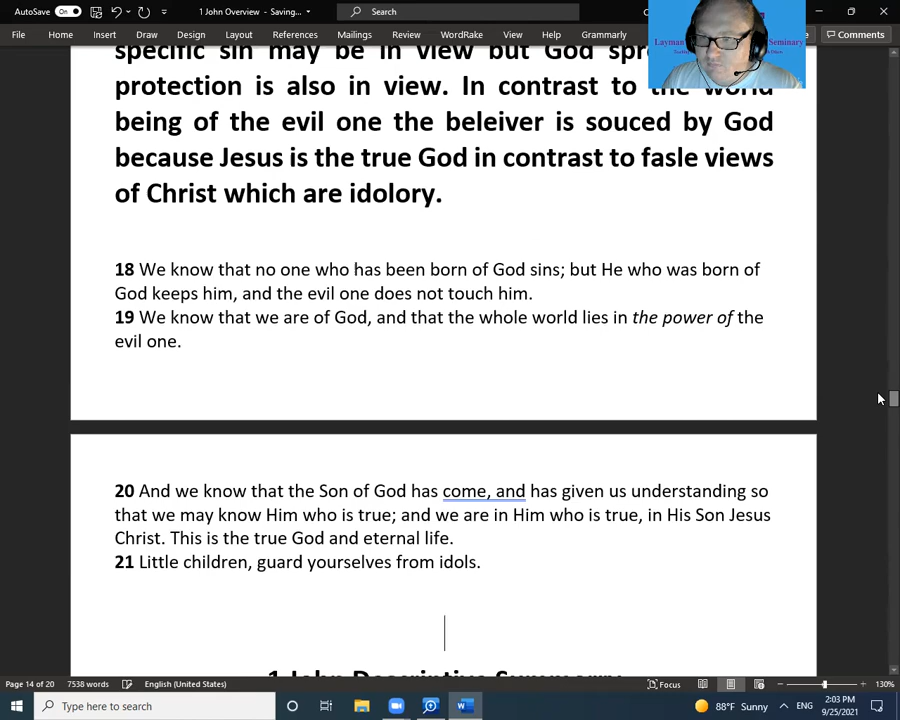 AutoSave On 1 John Overview - Saving... Search
File Home Insert Draw Design Layout References Mailings Review WordRake View Help Grammarly Comments
Layman Seminary
specific sin may be in view but God
protection is also in view. In contrast to the world
being of the evil one the beleiver is souced by God
because Jesus is the true God in contrast to fasle views
of Christ which are idolory.
18 We know that no one who has been born of God sins; but He who was born of
God keeps him, and the evil one does not touch him.
19 We know that we are of God, and that the whole world lies in the power of the
evil one.
20 And we know that the Son of God has come, and has given us understanding so
that we may know Him who is true; and we are in Him who is true, in His Son Jesus
Christ. This is the true God and eternal life.
21 Little children, guard yourselves from idols.
1 John Descriptive Summarry
Page 14 of 20 7538 words English (United States) Focus 130%
Type here to search 88°F Sunny ENG 2:03 PM
9/25/2021